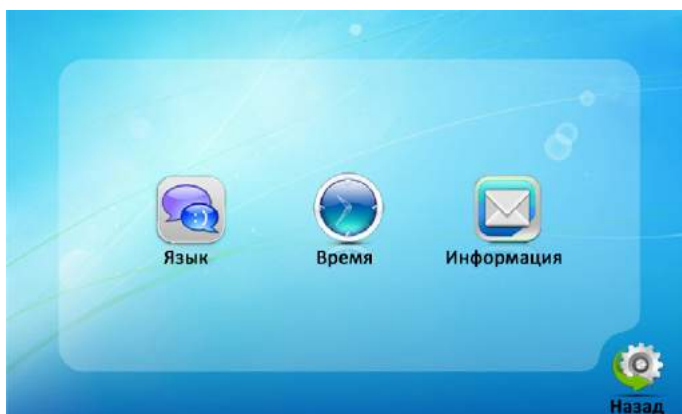 Язык
Время
Информация
Назад